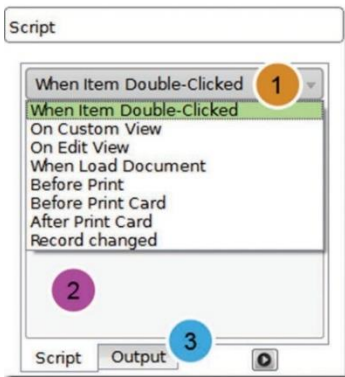 Script
When Item Double-Clicked 1
When Item Double-Clicked
On Custom View
On Edit View
When Load Document
Before Print
Before Print Card
After Print Card
Record changed
2
3
Script Output